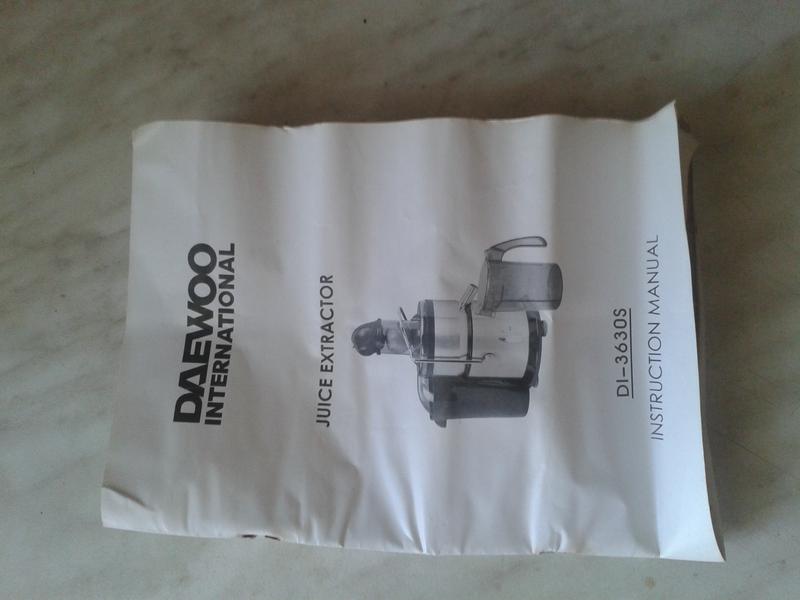 DAEWOO
INTERNATIONAL
JUICE EXTRACTOR
DI-3630S
INSTRUCTION MANUAL